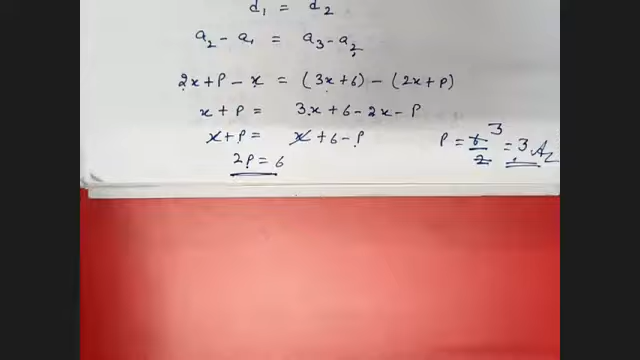 d₁ = d₂
a₂ - a₁ = a₃ - a₂
2x + P - x = (3x + 6) - (2x + P)
x + P = 3x + 6 - 2x - P
x + P = x + 6 - P
2P = 6
P = 6/2 3 = 3